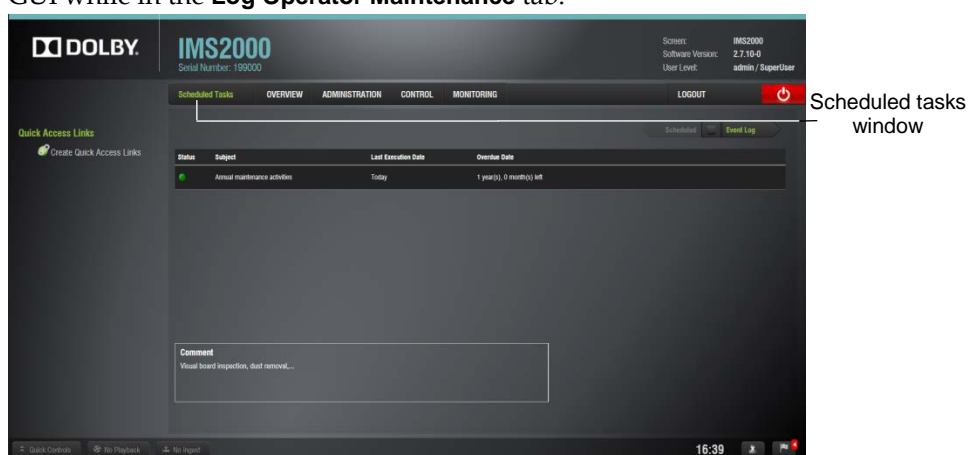 GUI while in the Log Operator Maintenance tab.
DOLBY.
IMS2000
Serial Number: 199000
Screen: IMS2000
Software Version: 2.7.10-0
User Level: admin / SuperUser
Scheduled Tasks OVERVIEW ADMINISTRATION CONTROL MONITORING LOGOUT
Scheduled tasks
window
Quick Access Links
Create Quick Access Links
Scheduled Event Log
Status Subject Last Execution Date Overdue Date
Annual maintenance activities Today 1 year(s), 0 month(s) left
Comment
Visual board inspection, dust removal,...
Quick Controls No Playback No Ingest 16:39